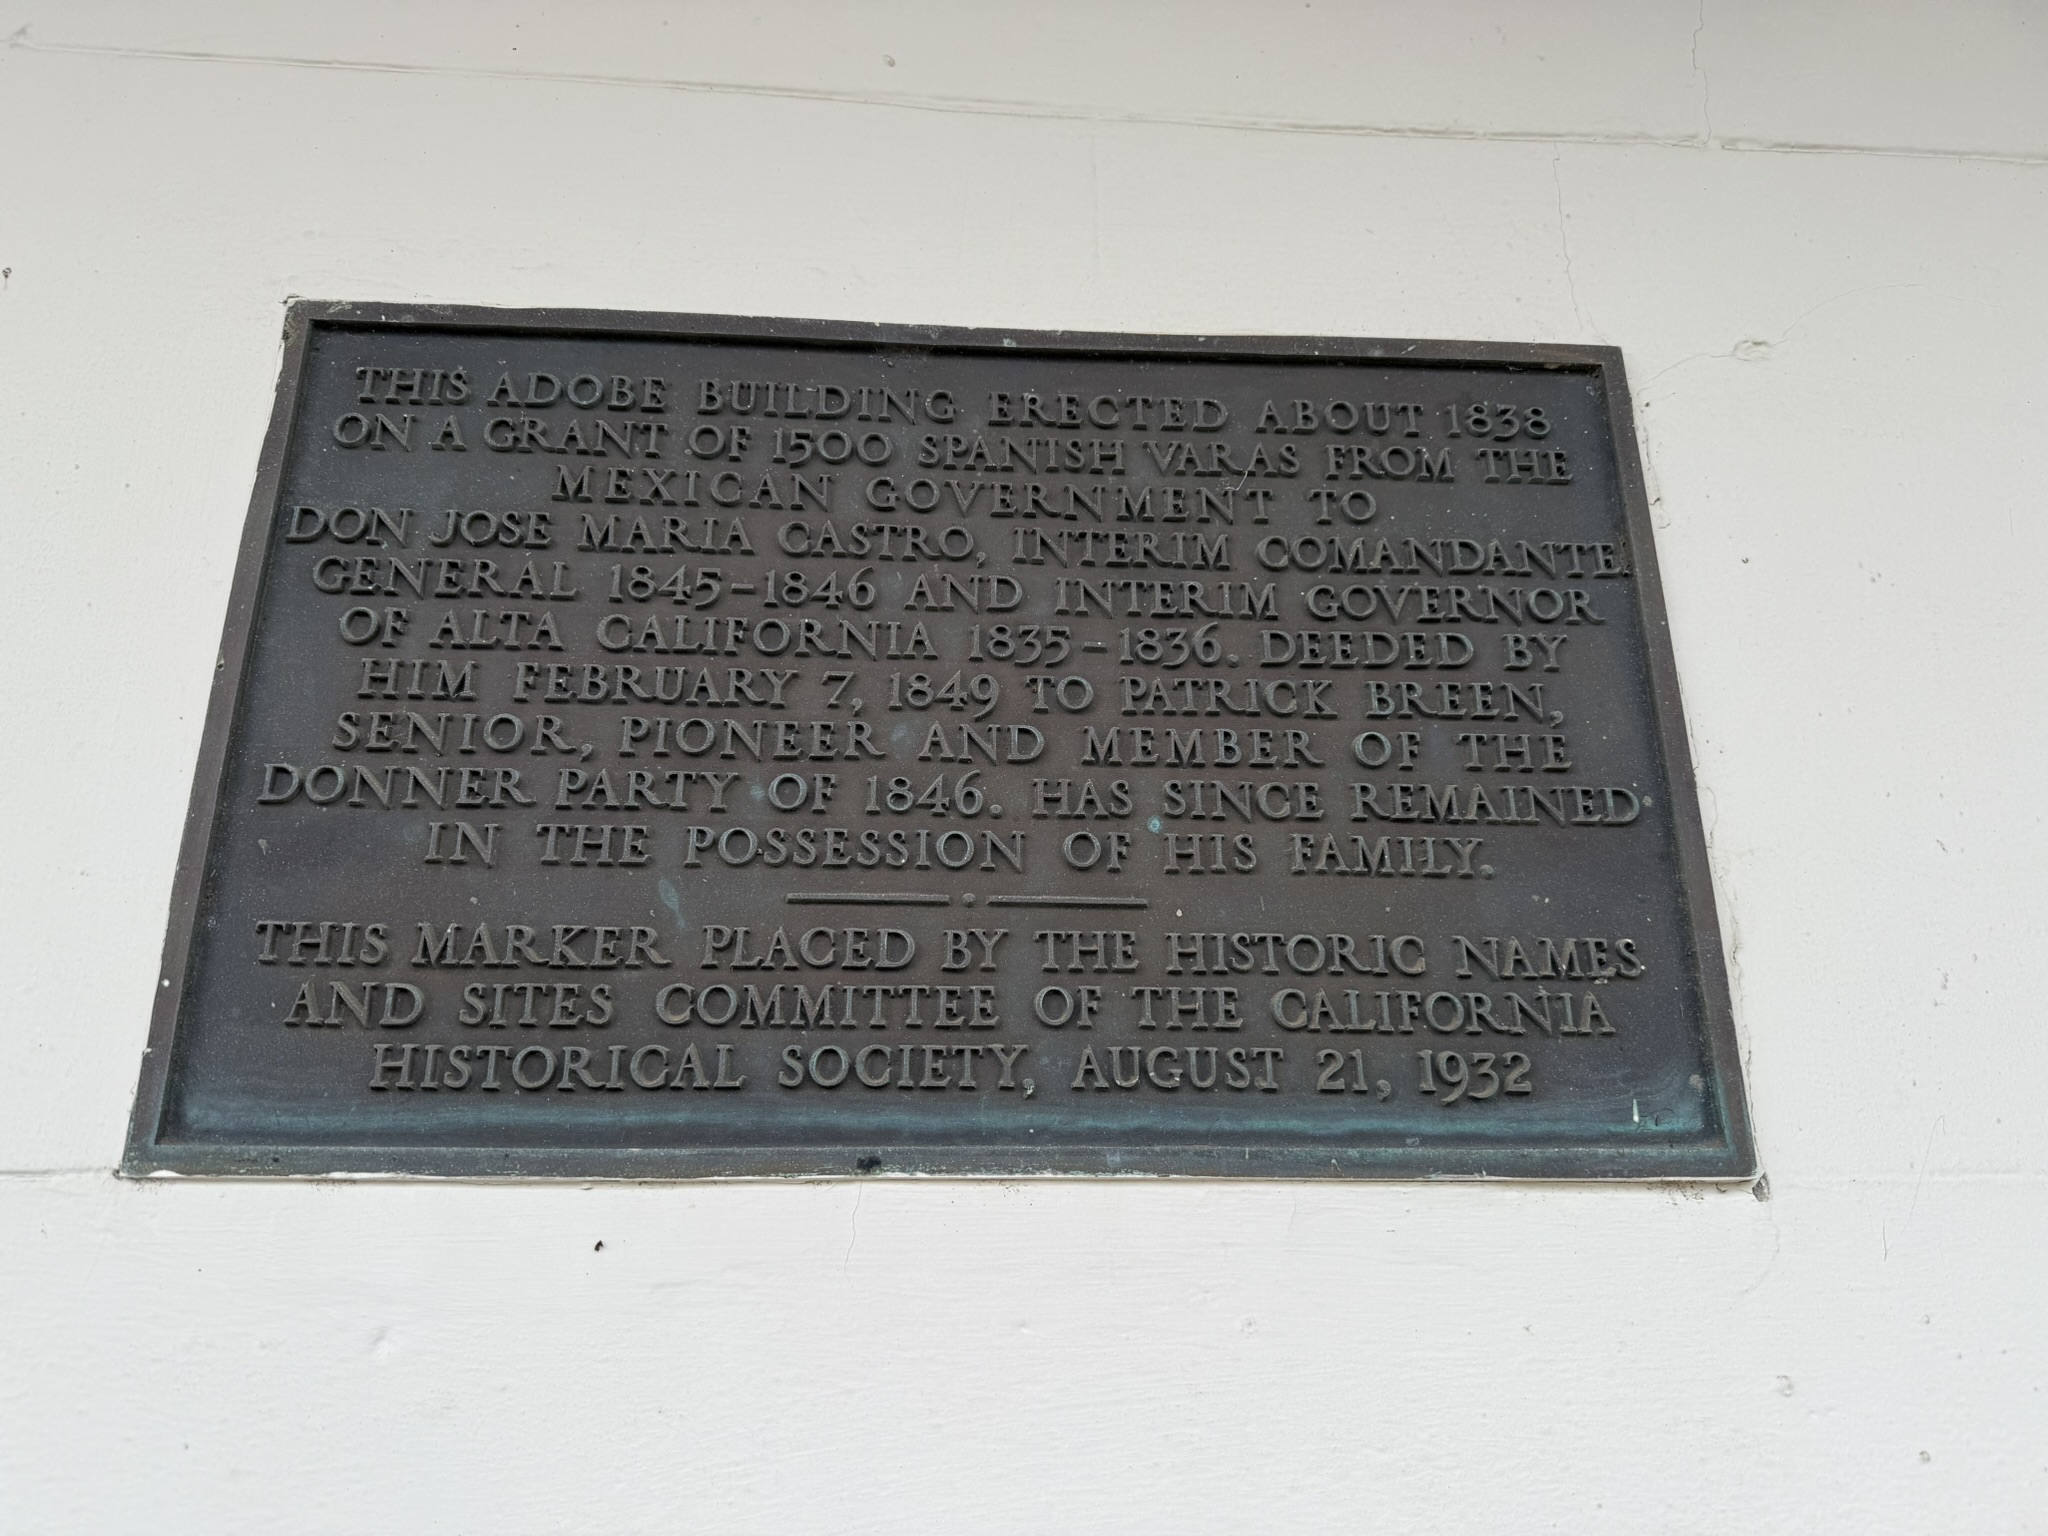 THIS ADOBE BUILDING ERECTED ABOUT 1838
ON A GRANT OF 1500 SPANISH VARAS FROM THE
MEXICAN GOVERNMENT TO
DON JOSE MARIA CASTRO, INTERIM COMANDANTE
GENERAL 1845-1846 AND INTERIM GOVERNOR
OF ALTA CALIFORNIA 1835-1836. DEEDED BY
HIM FEBRUARY 7, 1849 TO PATRICK BREEN,
SENIOR, PIONEER AND MEMBER OF THE
DONNER PARTY OF 1846. HAS SINCE REMAINED
IN THE POSSESSION OF HIS FAMILY.
THIS MARKER PLACED BY THE HISTORIC NAMES
AND SITES COMMITTEE OF THE CALIFORNIA
HISTORICAL SOCIETY, AUGUST 21, 1932